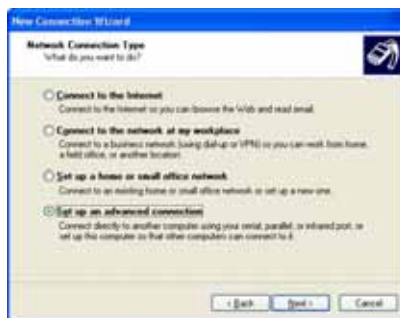 New Connection Wizard
Network Connection Type
What do you want to do?
Connect to the Internet
Connect to the Internet so you can browse the Web and read email.
Connect to the network at my workplace
Connect to a business network (using dial-up or VPN) so you can work from home,
a field office, or another location.
Set up a home or small office network
Connect to an existing home or small office network or set up a new one.
Set up an advanced connection
Connect directly to another computer using your serial, parallel, or infrared port, or
set up this computer so that other computers can connect to it.
< Back
Next >
Cancel